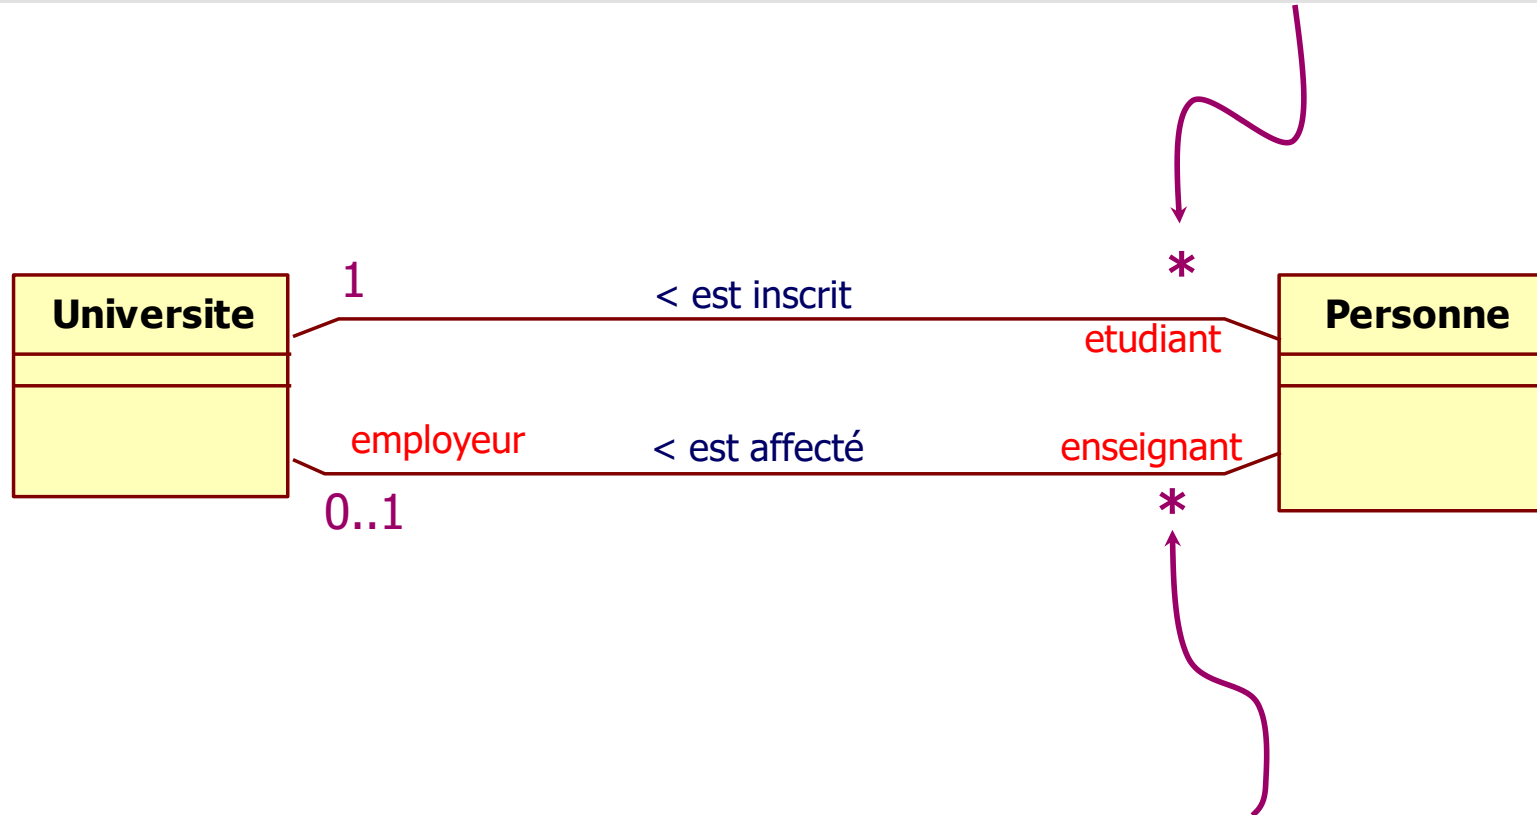 1
*
Universite
< est inscrit
Personne
etudiant
employeur
< est affecté
enseignant
0..1
*